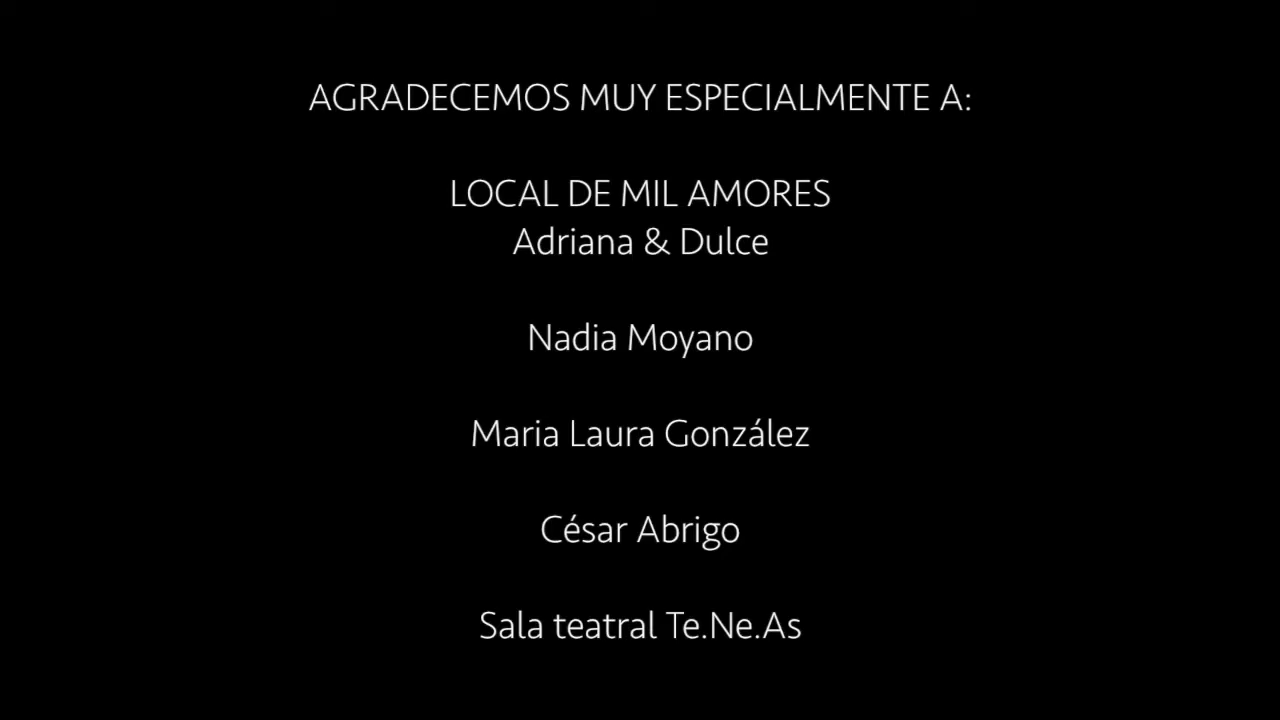 AGRADECEMOS MUY ESPECIALMENTE A:
LOCAL DE MIL AMORES
Adriana & Dulce
Nadia Moyano
Maria Laura González
César Abrigo
Sala teatral Te.Ne.As